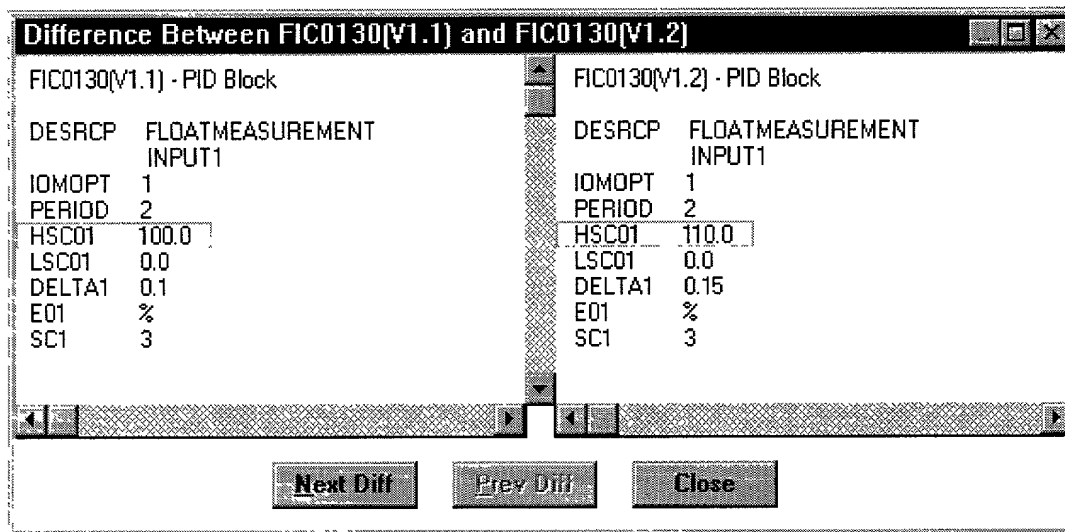 Difference Between FIC0130(V1.1) and FIC0130(V1.2)
FIC0130(V1.1) - PID Block
DESRCP FLOATMEASUREMENT
INPUT1
IOMOPT 1
PERIOD 2
HSC01 100.0
LSC01 0.0
DELTA1 0.1
E01 %
SC1 3
FIC0130(V1.2) - PID Block
DESRCP FLOATMEASUREMENT
INPUT1
IOMOPT 1
PERIOD 2
HSC01 110.0
LSC01 0.0
DELTA1 0.15
E01 %
SC1 3
Next Diff Prev Diff Close